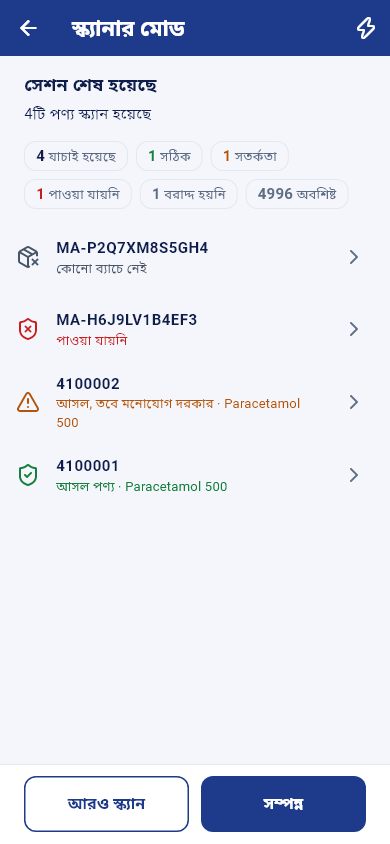 স্ক্যানার মোড
সেশন শেষ হয়েছে
4টি পণ্য স্ক্যান হয়েছে
4 যাচাই হয়েছে
1 সঠিক
1 সতর্কতা
1 পাওয়া যায়নি
1 বরাদ্দ হয়নি
4996 অবশিষ্ট
MA-P2Q7XM8S5GH4
কোনো ব্যাচে নেই
MA-H6J9LV1B4EF3
পাওয়া যায়নি
4100002
আসল, তবে মনোযোগ দরকার · Paracetamol
500
4100001
আসল পণ্য · Paracetamol 500
আরও স্ক্যান
সম্পন্ন